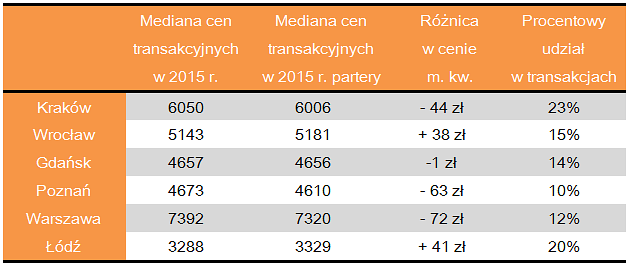 Mediana cen transakcyjnych w 2015 r. Mediana cen transakcyjnych w 2015 r. partery Różnica w cenie m. kw. Procentowy udział w transakcjach
Kraków 6050 6006 - 44 zł 23%
Wrocław 5143 5181 + 38 zł 15%
Gdańsk 4657 4656 -1 zł 14%
Poznań 4673 4610 - 63 zł 10%
Warszawa 7392 7320 - 72 zł 12%
Łódź 3288 3329 + 41 zł 20%